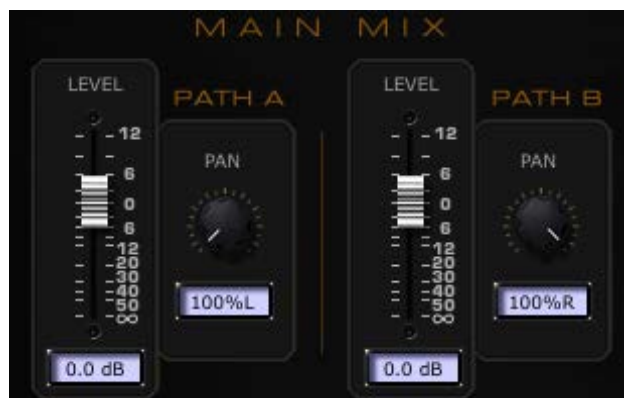 MAIN MIX
LEVEL
PATH A
12
6
0
6
12
20
30
40
50
∞
PAN
100%L
0.0 dB
LEVEL
PATH B
12
6
0
6
12
20
30
40
50
∞
PAN
100%R
0.0 dB